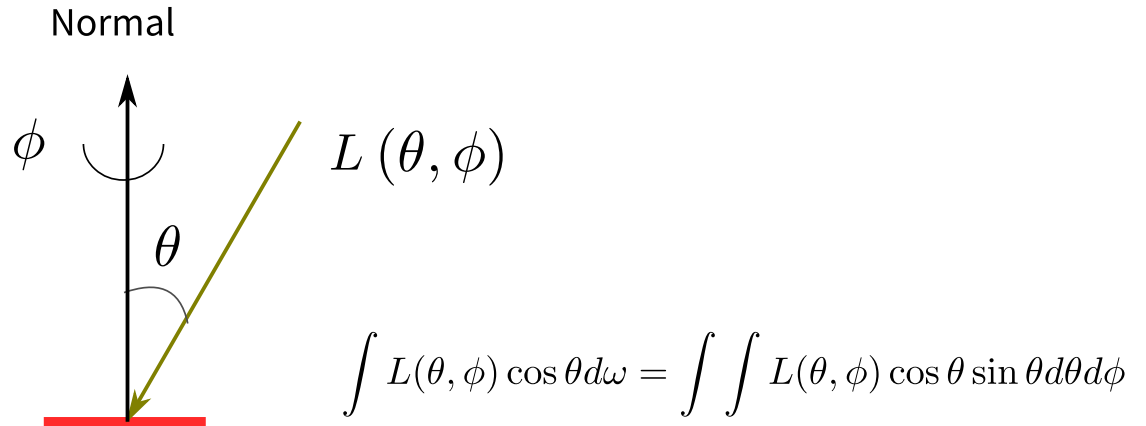 Normal
ϕ
L (θ, ϕ)
θ
∫ L(θ, ϕ) cos θdω = ∫ ∫ L(θ, ϕ) cos θ sin θdθdϕ